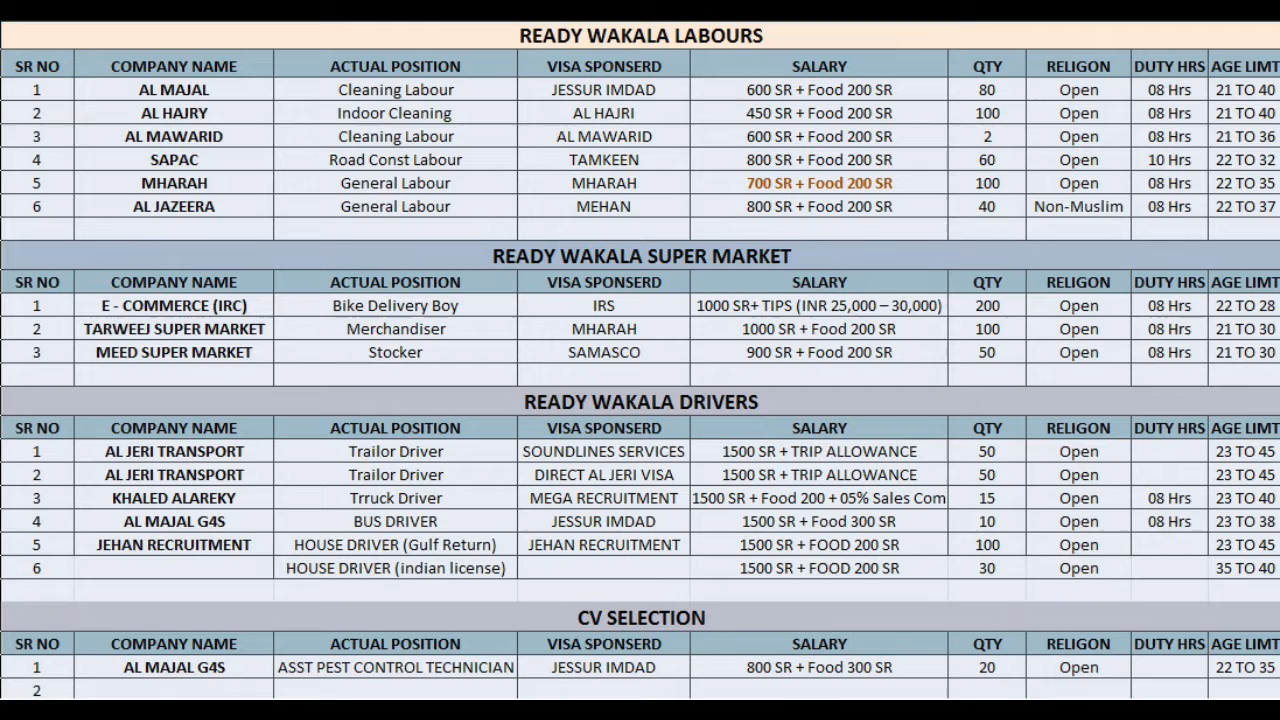 READY WAKALA LABOURS
SR NO COMPANY NAME ACTUAL POSITION VISA SPONSERD SALARY QTY RELIGON DUTY HRS AGE LIMT
1 AL MAJAL Cleaning Labour JESSUR IMDAD 600 SR + Food 200 SR 80 Open 08 Hrs 21 TO 40
2 AL HAJRY Indoor Cleaning AL HAJRI 450 SR + Food 200 SR 100 Open 08 Hrs 21 TO 40
3 AL MAWARID Cleaning Labour AL MAWARID 600 SR + Food 200 SR 2 Open 08 Hrs 21 TO 36
4 SAPAC Road Const Labour TAMKEEN 800 SR + Food 200 SR 60 Open 10 Hrs 22 TO 32
5 MHARAH General Labour MHARAH 700 SR + Food 200 SR 100 Open 08 Hrs 22 TO 35
6 AL JAZEERA General Labour MEHAN 800 SR + Food 200 SR 40 Non-Muslim 08 Hrs 22 TO 37
READY WAKALA SUPER MARKET
SR NO COMPANY NAME ACTUAL POSITION VISA SPONSERD SALARY QTY RELIGON DUTY HRS AGE LIMT
1 E - COMMERCE (IRC) Bike Delivery Boy IRS 1000 SR+ TIPS (INR 25,000 – 30,000) 200 Open 08 Hrs 22 TO 28
2 TARWEEJ SUPER MARKET Merchandiser MHARAH 1000 SR + Food 200 SR 100 Open 08 Hrs 21 TO 30
3 MEED SUPER MARKET Stocker SAMASCO 900 SR + Food 200 SR 50 Open 08 Hrs 21 TO 30
READY WAKALA DRIVERS
SR NO COMPANY NAME ACTUAL POSITION VISA SPONSERD SALARY QTY RELIGON DUTY HRS AGE LIMT
1 AL JERI TRANSPORT Trailor Driver SOUNDLINES SERVICES 1500 SR + TRIP ALLOWANCE 50 Open 23 TO 45
2 AL JERI TRANSPORT Trailor Driver DIRECT AL JERI VISA 1500 SR + TRIP ALLOWANCE 50 Open 23 TO 45
3 KHALED ALAREKY Trruck Driver MEGA RECRUITMENT 1500 SR + Food 200 + 05% Sales Com 15 Open 08 Hrs 23 TO 40
4 AL MAJAL G4S BUS DRIVER JESSUR IMDAD 1500 SR + Food 300 SR 10 Open 08 Hrs 23 TO 38
5 JEHAN RECRUITMENT HOUSE DRIVER (Gulf Return) JEHAN RECRUITMENT 1500 SR + FOOD 200 SR 100 Open 23 TO 45
6 HOUSE DRIVER (indian license) 1500 SR + FOOD 200 SR 30 Open 35 TO 40
CV SELECTION
SR NO COMPANY NAME ACTUAL POSITION VISA SPONSERD SALARY QTY RELIGON DUTY HRS AGE LIMT
1 AL MAJAL G4S ASST PEST CONTROL TECHNICIAN JESSUR IMDAD 800 SR + Food 300 SR 20 Open 22 TO 35
2